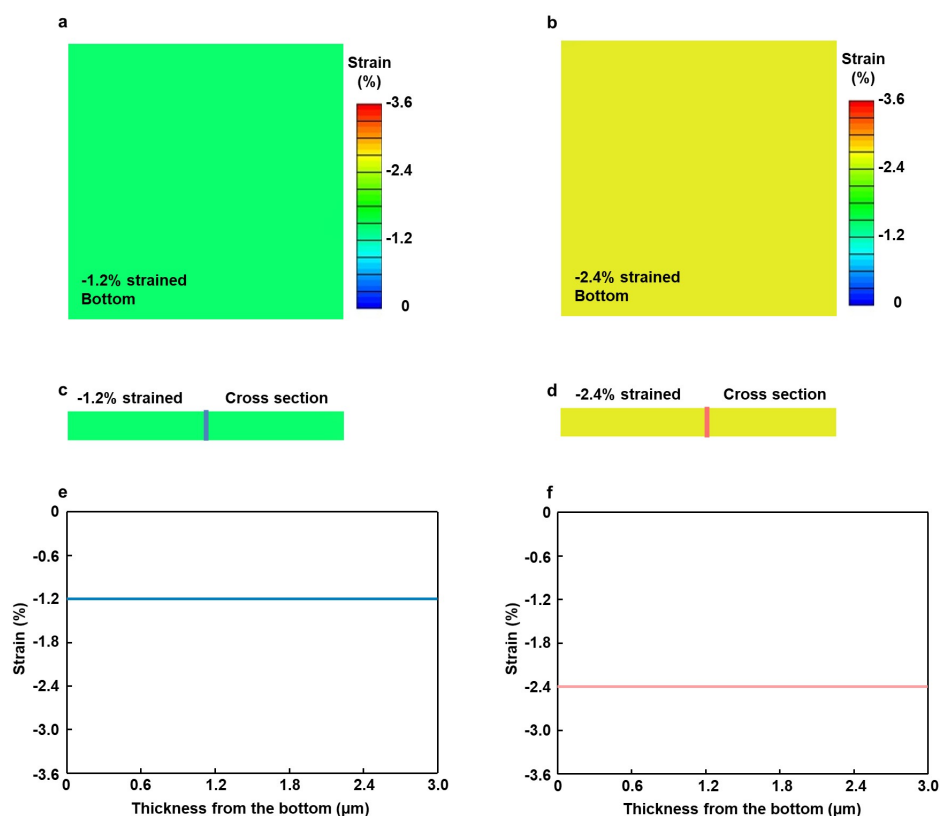 a
Strain
(%)
-3.6
-2.4
-1.2
0
-1.2% strained
Bottom
b
Strain
(%)
-3.6
-2.4
-1.2
0
-2.4% strained
Bottom
c
-1.2% strained
Cross section
d
-2.4% strained
Cross section
e
Strain (%)
0
-0.6
-1.2
-1.8
-2.4
-3.0
-3.6
0
0.6
1.2
1.8
2.4
3.0
Thickness from the bottom (μm)
f
Strain (%)
0
-0.6
-1.2
-1.8
-2.4
-3.0
-3.6
0
0.6
1.2
1.8
2.4
3.0
Thickness from the bottom (μm)